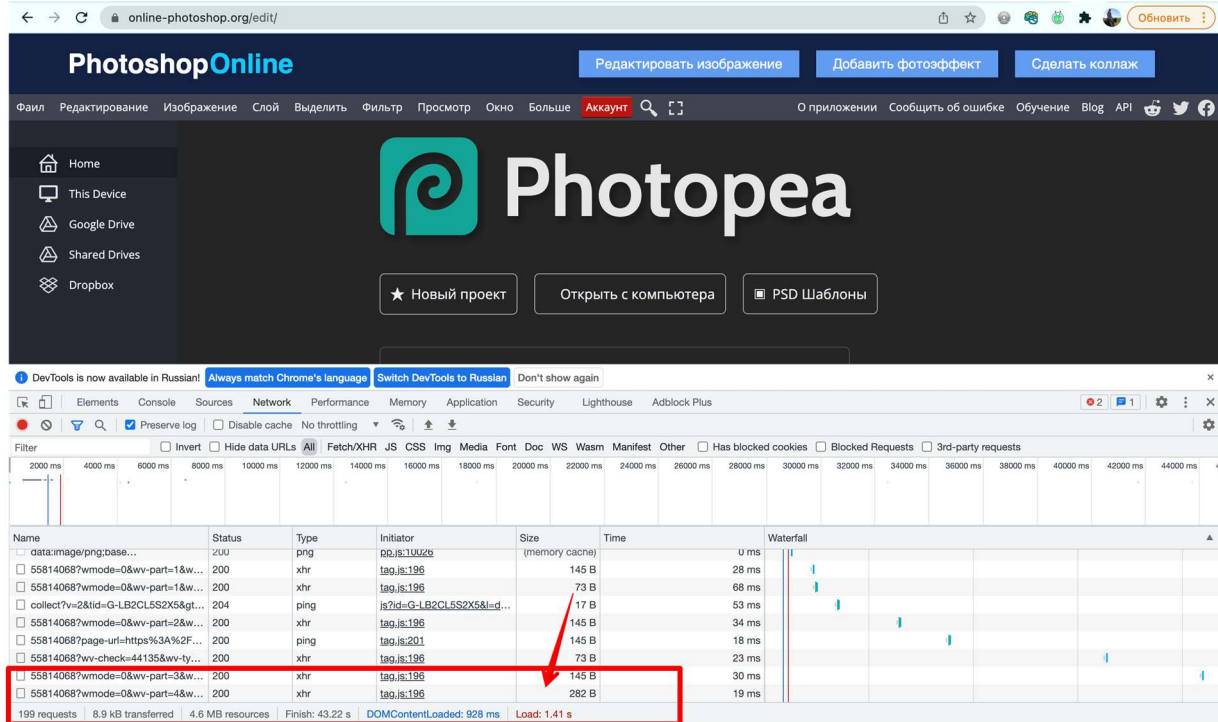 online-photoshop.org/edit/ Обновить
PhotoshopOnline Редактировать изображение Добавить фотоэффект Сделать коллаж
Фаил Редактирование Изображение Слой Выделить Фильтр Просмотр Окно Больше Аккаунт О приложении Сообщить об ошибке Обучение Blog API
Home
This Device
Google Drive
Shared Drives
Dropbox
Photopea
★ Новый проект Открыть с компьютера PSD Шаблоны
DevTools is now available in Russian! Always match Chrome's language Switch DevTools to Russian Don't show again ×
Elements Console Sources Network Performance Memory Application Security Lighthouse Adblock Plus 2 1
Preserve log Disable cache No throttling
Filter Invert Hide data URLs All Fetch/XHR JS CSS Img Media Font Doc WS Wasm Manifest Other Has blocked cookies Blocked Requests 3rd-party requests
2000 ms 4000 ms 6000 ms 8000 ms 10000 ms 12000 ms 14000 ms 16000 ms 18000 ms 20000 ms 22000 ms 24000 ms 26000 ms 28000 ms 30000 ms 32000 ms 34000 ms 36000 ms 38000 ms 40000 ms 42000 ms 44000 ms
Name Status Type Initiator Size Time Waterfall
data:image/png;base... 200 png pp.js:10026 (memory cache) 0 ms
55814068?wmode=0&wv-part=1&w... 200 xhr tag.js:196 145 B 28 ms
55814068?wmode=0&wv-part=1&w... 200 xhr tag.js:196 73 B 68 ms
collect?v=2&tid=G-LB2CL5S2X5&gt... 204 ping js?id=G-LB2CL5S2X5&l=d... 17 B 53 ms
55814068?wmode=0&wv-part=2&w... 200 xhr tag.js:196 145 B 34 ms
55814068?page-url=https%3A%2F... 200 ping tag.js:201 145 B 18 ms
55814068?wv-check=44135&wv-ty... 200 xhr tag.js:196 73 B 23 ms
55814068?wmode=0&wv-part=3&w... 200 xhr tag.js:196 145 B 30 ms
55814068?wmode=0&wv-part=4&w... 200 xhr tag.js:196 282 B 19 ms
199 requests 8.9 kB transferred 4.6 MB resources Finish: 43.22 s DOMContentLoaded: 928 ms Load: 1.41 s